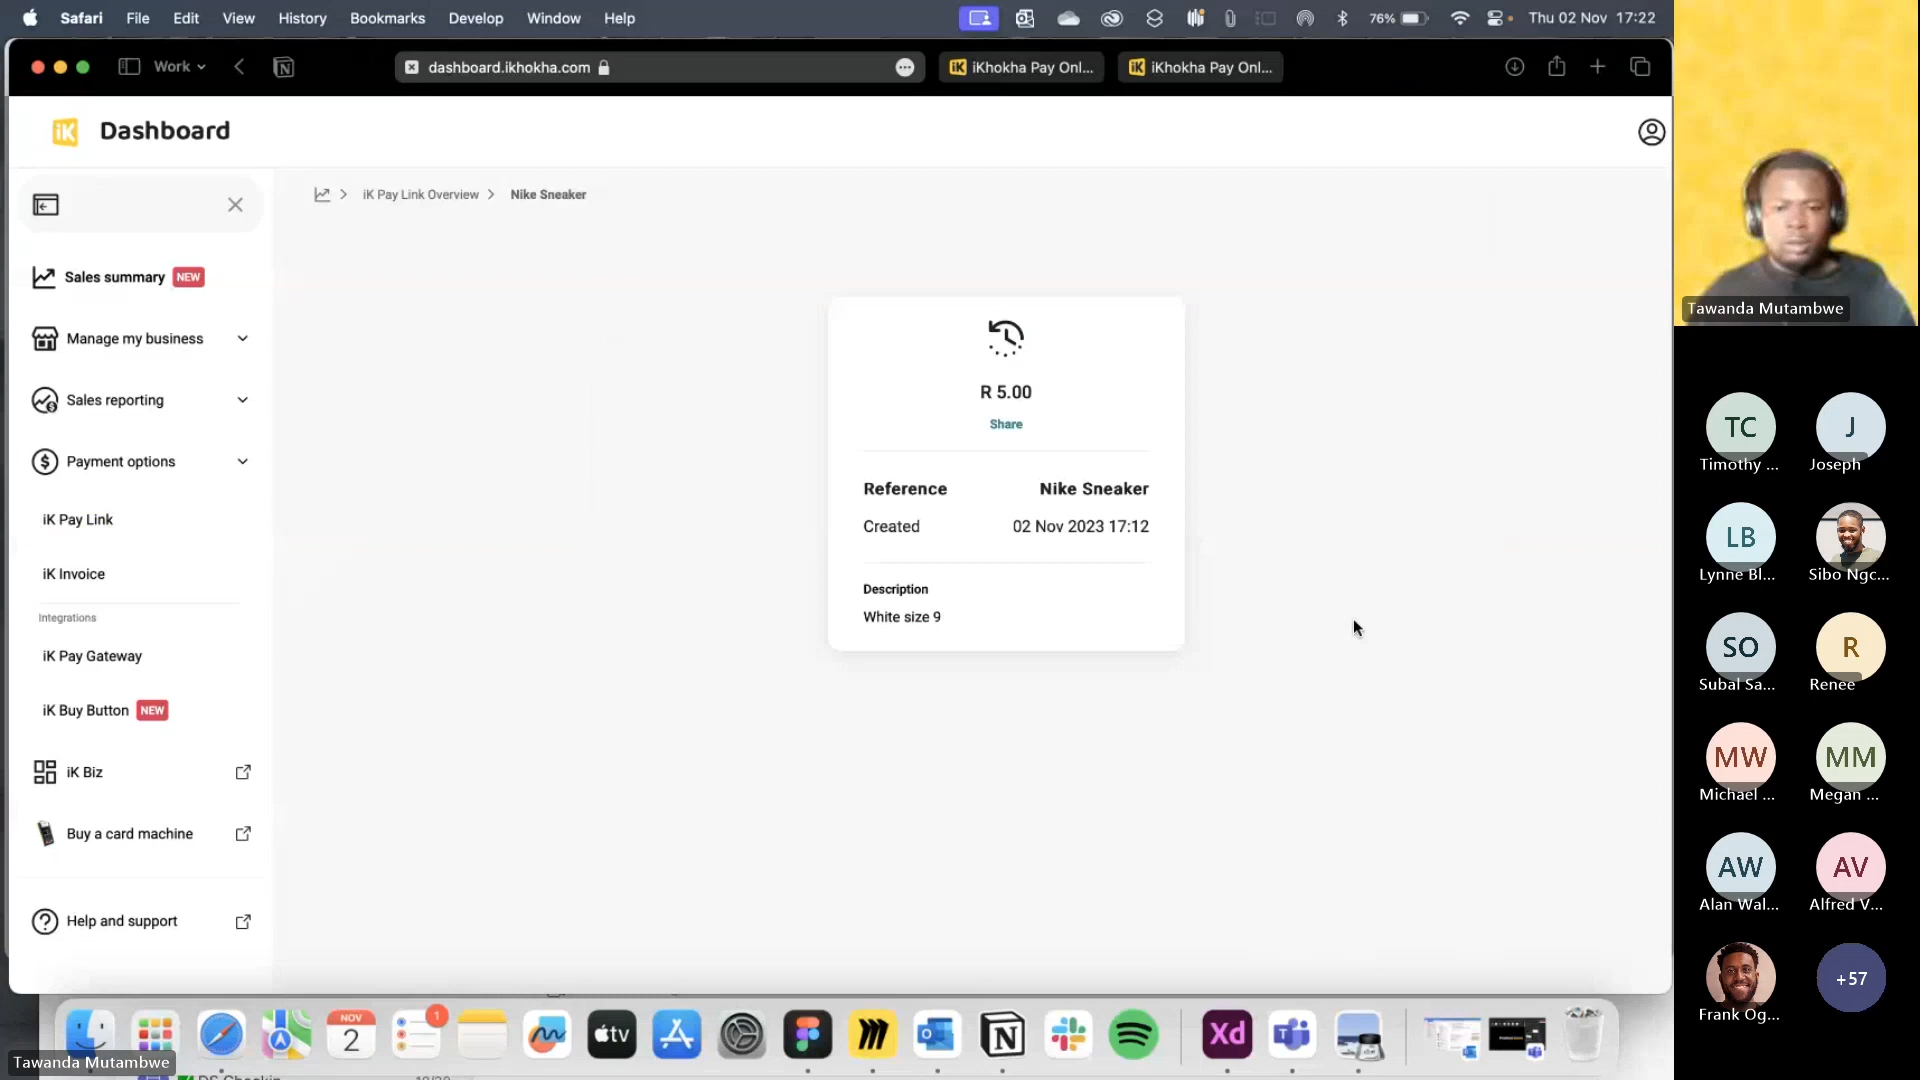 Safari File Edit View History Bookmarks Develop Window Help
76% Thu 02 Nov 17:22
Work
dashboard.ikhokha.com
iKhokha Pay Onl...
iKhokha Pay Onl...
iK Dashboard
iK Pay Link Overview
Nike Sneaker
Sales summary NEW
Manage my business
Sales reporting
Payment options
iK Pay Link
iK Invoice
Integrations
iK Pay Gateway
iK Buy Button NEW
iK Biz
Buy a card machine
Help and support
R 5.00
Share
Reference Nike Sneaker
Created 02 Nov 2023 17:12
Description
White size 9
Tawanda Mutambwe
TC
Timothy ...
J
Joseph
LB
Lynne Bl...
Sibo Ngc...
SO
Subal Sa...
R
Renee
MW
Michael ...
MM
Megan ...
AW
Alan Wal...
AV
Alfred V...
Frank Og...
+57
NOV
2
1
tv
Xd
Tawanda Mutambwe